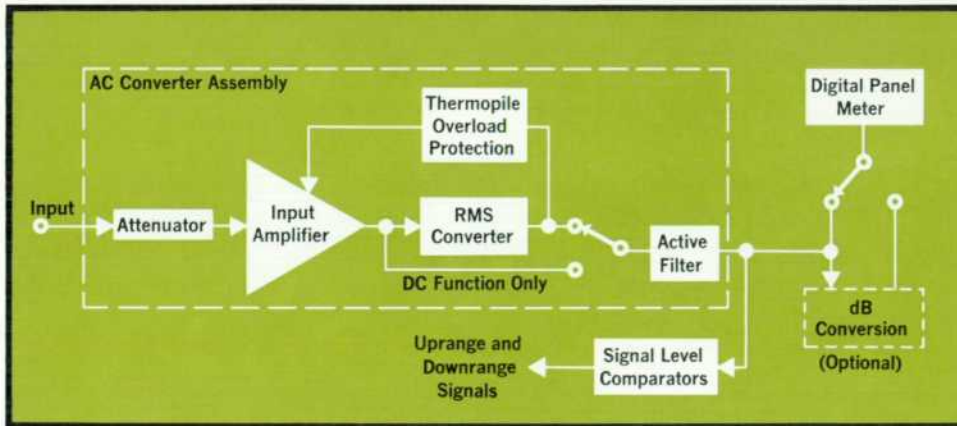 AC Converter Assembly
Thermopile
Overload
Protection
Digital Panel
Meter
Input
Attenuator
Input
Amplifier
RMS
Converter
Active
Filter
DC Function Only
dB
Conversion
(Optional)
Uprange and
Downrange
Signals
Signal Level
Comparators